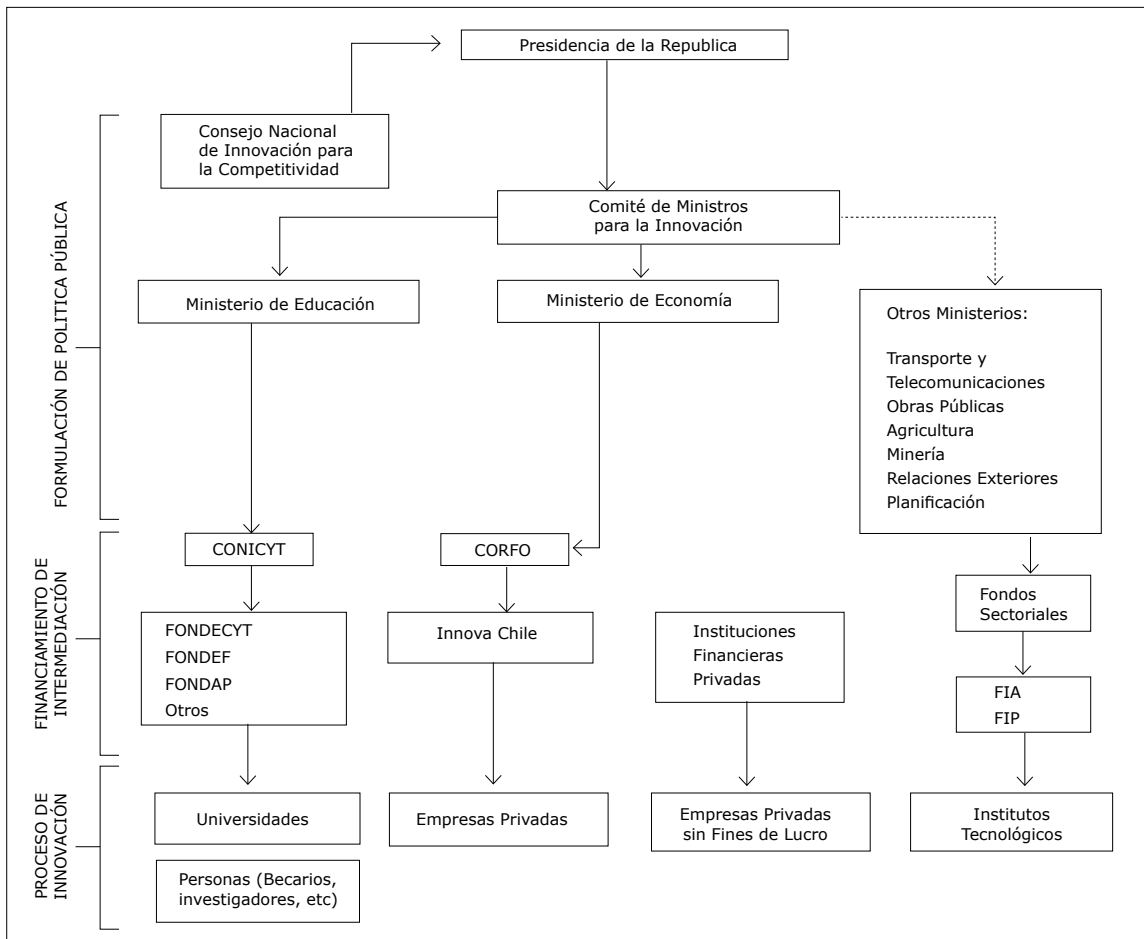 Presidencia de la Republica
Consejo Nacional
de Innovación para
la Competitividad
Comité de Ministros
para la Innovación
FORMULACIÓN DE POLITICA PÚBLICA
Ministerio de Educación
Ministerio de Economía
Otros Ministerios:
Transporte y
Telecomunicaciones
Obras Públicas
Agricultura
Minería
Relaciones Exteriores
Planificación
FINANCIAMIENTO DE
INTERMEDIACIÓN
CONICYT
CORFO
Fondos
Sectoriales
FONDECYT
FONDEF
FONDAP
Otros
Innova Chile
Instituciones
Financieras
Privadas
FIA
FIP
PROCESO DE
INNOVACIÓN
Universidades
Empresas Privadas
Empresas Privadas
sin Fines de Lucro
Institutos
Tecnológicos
Personas (Becarios,
investigadores, etc)